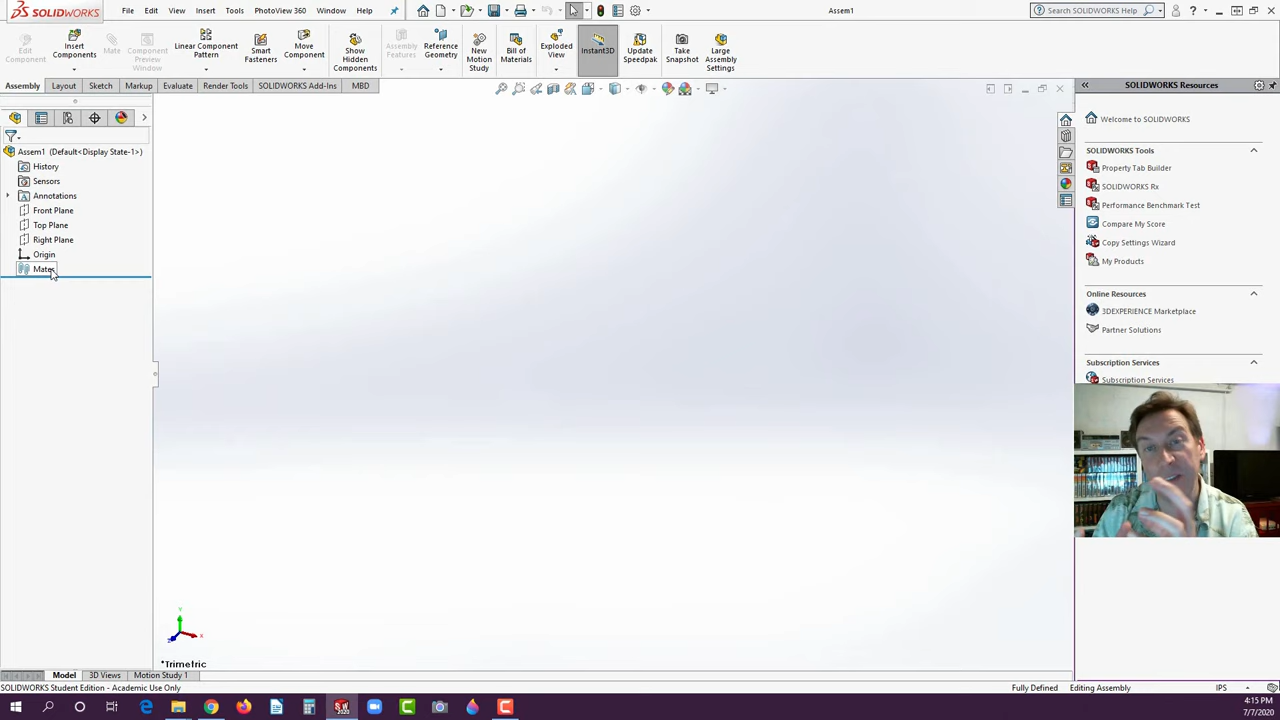 SOLIDWORKS File Edit View Insert Tools PhotoView 360 Window Help Assem1 Search SOLIDWORKS Help
Edit Component
Insert Components
Mate
Component Preview Window
Linear Component Pattern
Smart Fasteners
Move Component
Show Hidden Components
Assembly Features
Reference Geometry
New Motion Study
Bill of Materials
Exploded View
Instant3D
Update Speedpak
Take Snapshot
Large Assembly Settings
Assembly Layout Sketch Markup Evaluate Render Tools SOLIDWORKS Add-Ins MBD
Assem1 (Default<Display State-1>)
History
Sensors
Annotations
Front Plane
Top Plane
Right Plane
Origin
SOLIDWORKS Resources
Welcome to SOLIDWORKS
SOLIDWORKS Tools
Property Tab Builder
SOLIDWORKS Rx
Performance Benchmark Test
Compare My Score
Copy Settings Wizard
My Products
Online Resources
3DEXPERIENCE Marketplace
Partner Solutions
Subscription Services
Subscription Services
Y
X
Z
*Trimetric
Model 3D Views Motion Study 1
SOLIDWORKS Student Edition - Academic Use Only Fully Defined Editing Assembly IPS
4:15 PM
7/7/2020